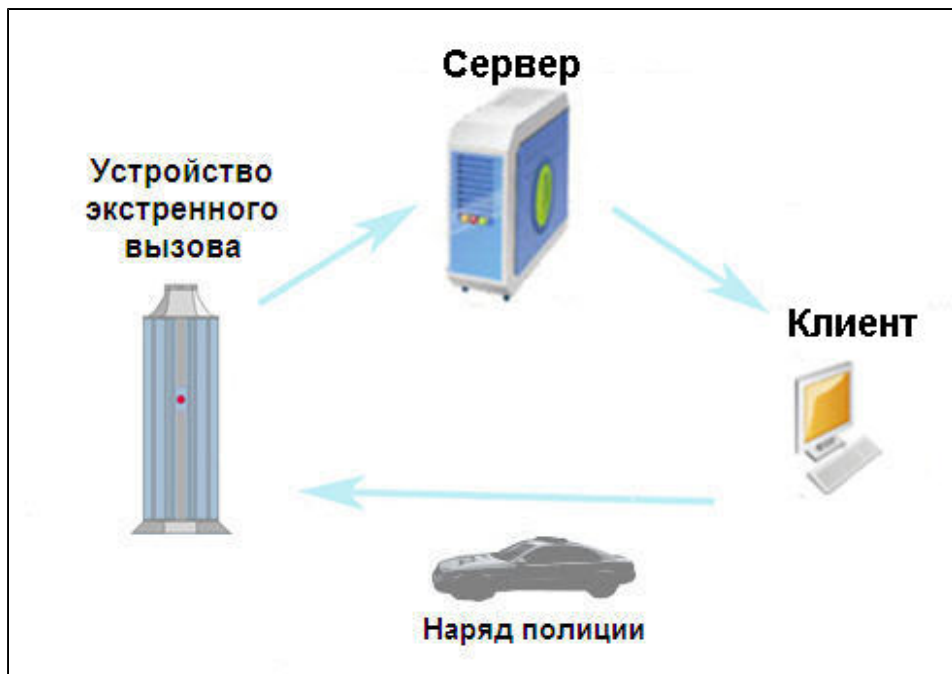 Сервер
Устройство
экстренного
вызова
Клиент
Наряд полиции